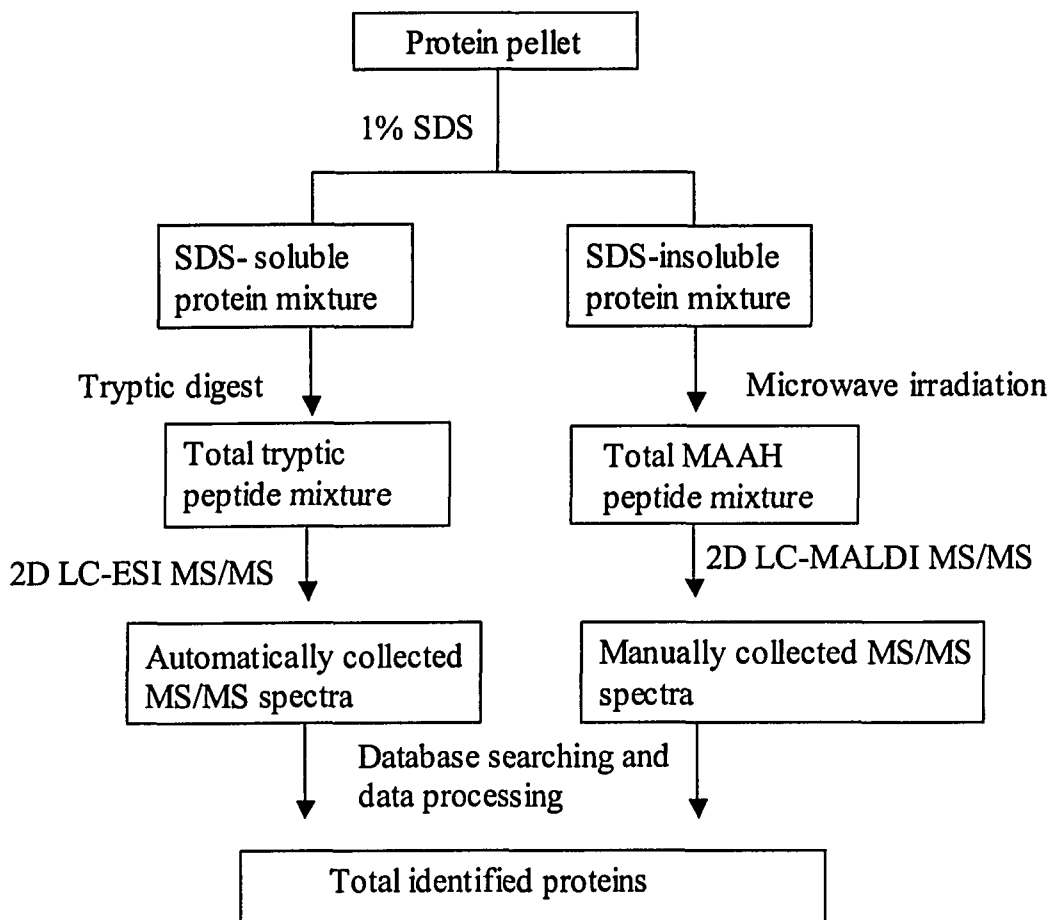 Protein pellet
1% SDS
SDS- soluble
protein mixture
SDS-insoluble
protein mixture
Tryptic digest
Microwave irradiation
Total tryptic
peptide mixture
Total MAAH
peptide mixture
2D LC-ESI MS/MS
2D LC-MALDI MS/MS
Automatically collected
MS/MS spectra
Manually collected MS/MS
spectra
Database searching and
data processing
Total identified proteins